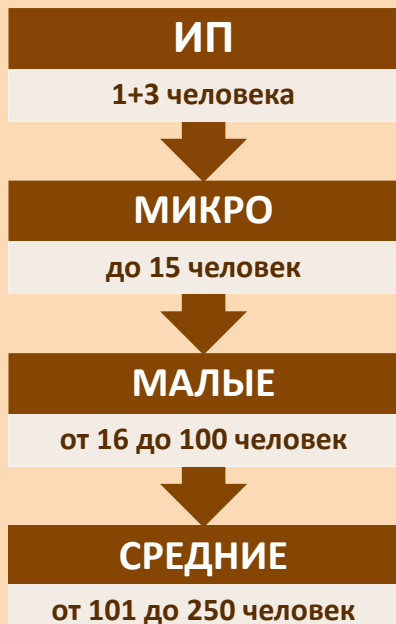 ИП
1+3 человека
МИКРО
до 15 человек
МАЛЫЕ
от 16 до 100 человек
СРЕДНИЕ
от 101 до 250 человек